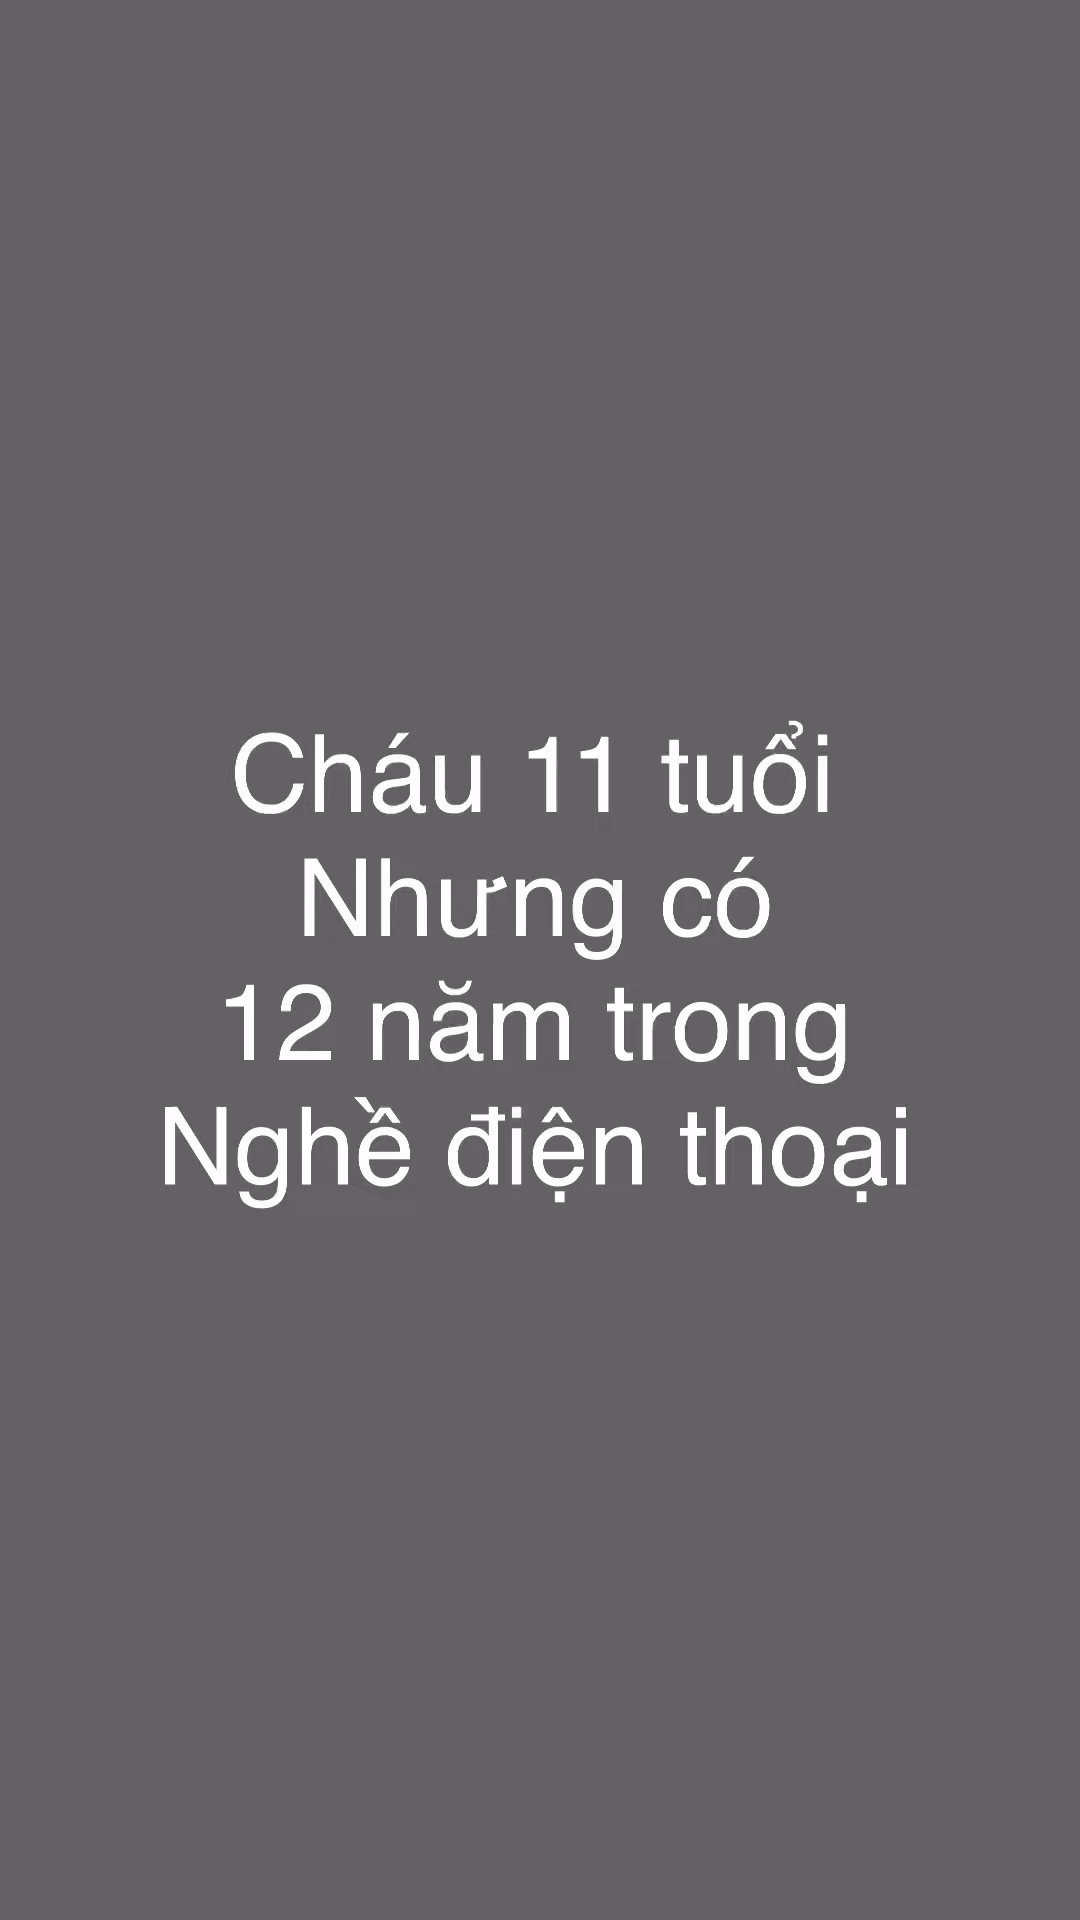 Cháu 11 tuổi
Nhưng có
12 năm trong
Nghề điện thoại